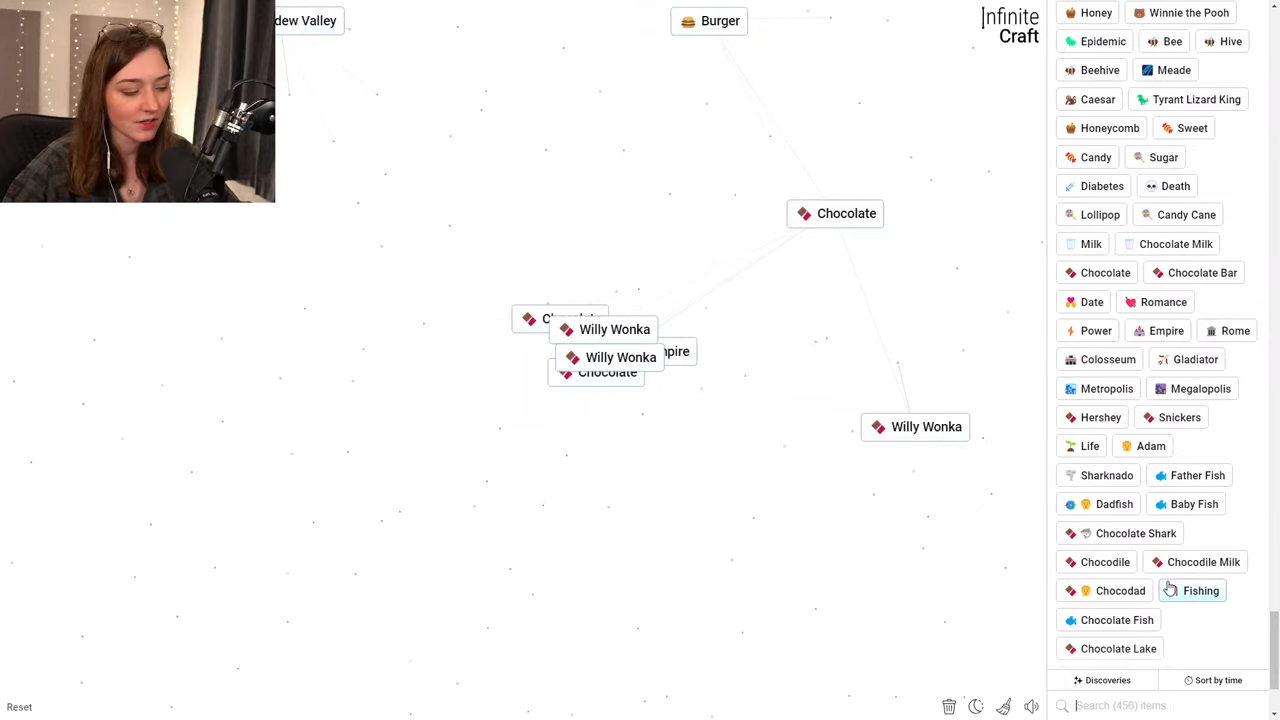 dew Valley
🍔 Burger
Infinite
Craft
Chocolate
Willy Wonka
mpire
Willy Wonka
Chocolate
Willy Wonka
Reset
Honey Winnie the Pooh
Epidemic Bee Hive
Beehive Meade
Caesar Tyrant Lizard King
Honeycomb Sweet
Candy Sugar
Diabetes Death
Lollipop Candy Cane
Milk Chocolate Milk
Chocolate Chocolate Bar
Date Romance
Power Empire Rome
Colosseum Gladiator
Metropolis Megalopolis
Hershey Snickers
Life Adam
Sharknado Father Fish
Dadfish Baby Fish
Chocolate Shark
Chocodile Chocodile Milk
Chocodad Fishing
Chocolate Fish
Chocolate Lake
Discoveries Sort by time
Search (456) items...